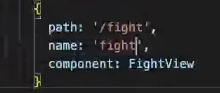 {
path: '/fight',
name: 'fight',
component: FightView
}